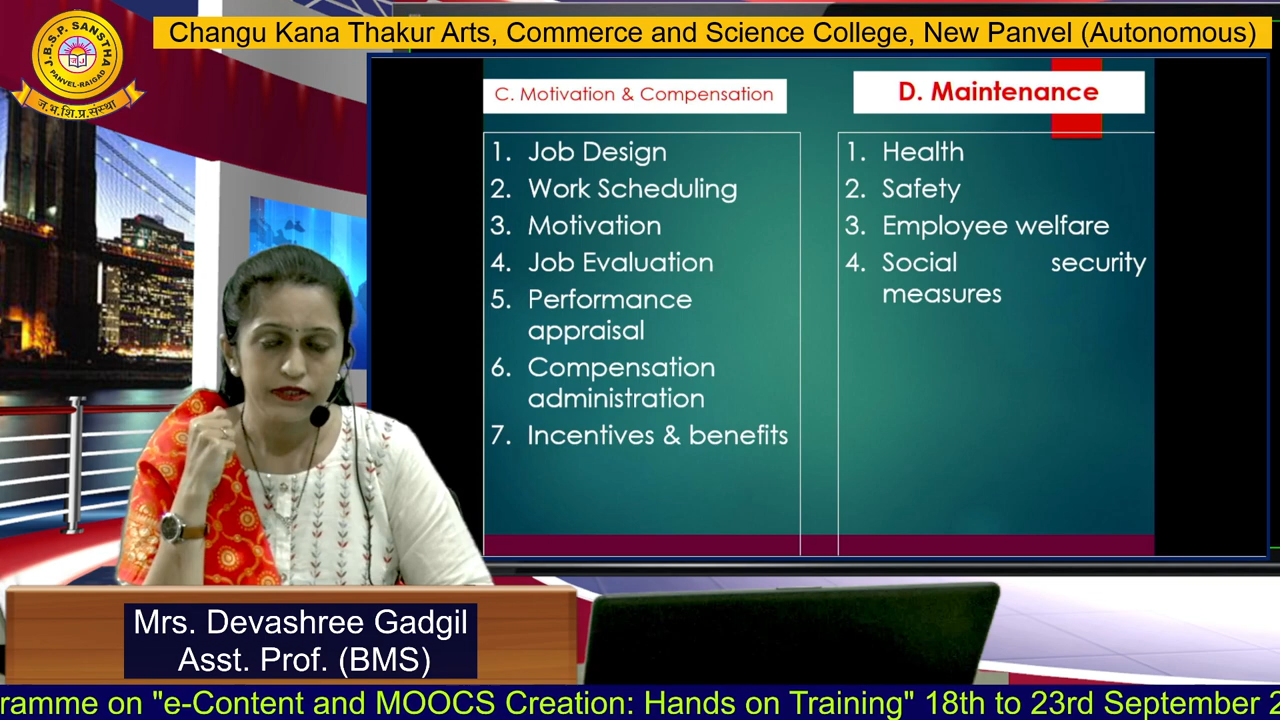 Changu Kana Thakur Arts, Commerce and Science College, New Panvel (Autonomous)
J.B.S.P. SANSTHA
PANVEL-RAIGAD
ज.भ.शि.प्र.संस्था
C. Motivation & Compensation
1. Job Design
2. Work Scheduling
3. Motivation
4. Job Evaluation
5. Performance
appraisal
6. Compensation
administration
7. Incentives & benefits
D. Maintenance
1. Health
2. Safety
3. Employee welfare
4. Social security
measures
Mrs. Devashree Gadgil
Asst. Prof. (BMS)
ramme on "e-Content and MOOCS Creation: Hands on Training" 18th to 23rd September 2